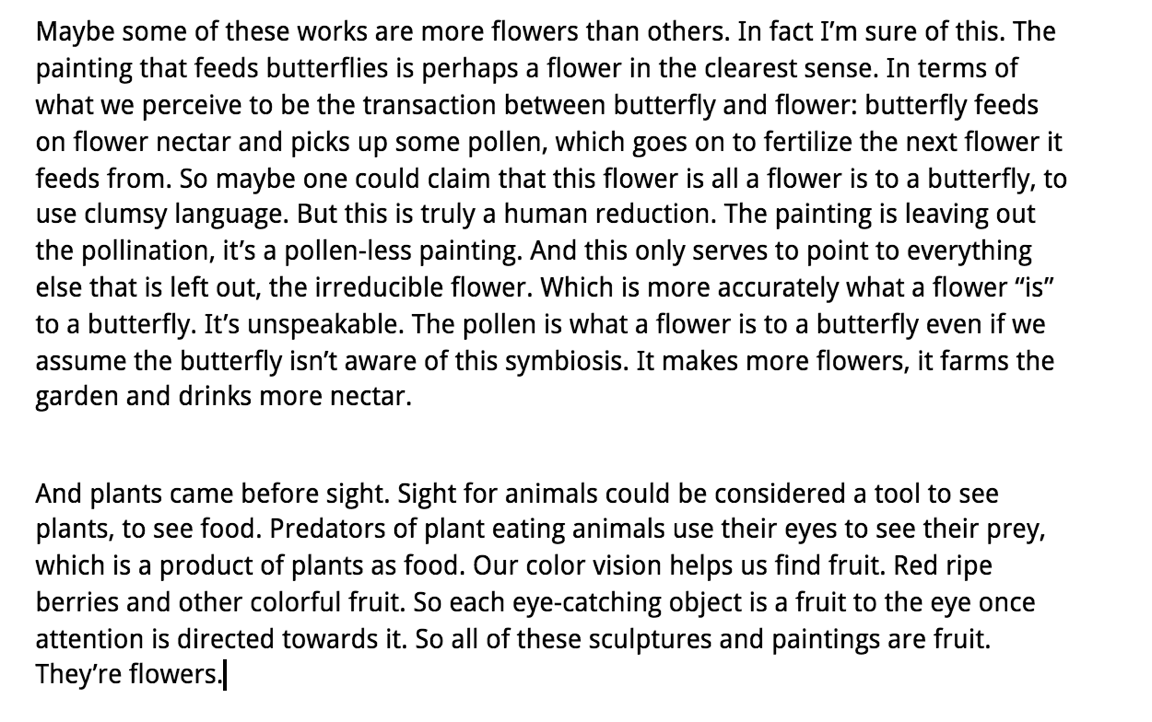 Maybe some of these works are more flowers than others. In fact I’m sure of this. The
painting that feeds butterflies is perhaps a flower in the clearest sense. In terms of
what we perceive to be the transaction between butterfly and flower: butterfly feeds
on flower nectar and picks up some pollen, which goes on to fertilize the next flower it
feeds from. So maybe one could claim that this flower is all a flower is to a butterfly, to
use clumsy language. But this is truly a human reduction. The painting is leaving out
the pollination, it’s a pollen-less painting. And this only serves to point to everything
else that is left out, the irreducible flower. Which is more accurately what a flower “is”
to a butterfly. It’s unspeakable. The pollen is what a flower is to a butterfly even if we
assume the butterfly isn’t aware of this symbiosis. It makes more flowers, it farms the
garden and drinks more nectar.
And plants came before sight. Sight for animals could be considered a tool to see
plants, to see food. Predators of plant eating animals use their eyes to see their prey,
which is a product of plants as food. Our color vision helps us find fruit. Red ripe
berries and other colorful fruit. So each eye-catching object is a fruit to the eye once
attention is directed towards it. So all of these sculptures and paintings are fruit.
They’re flowers.